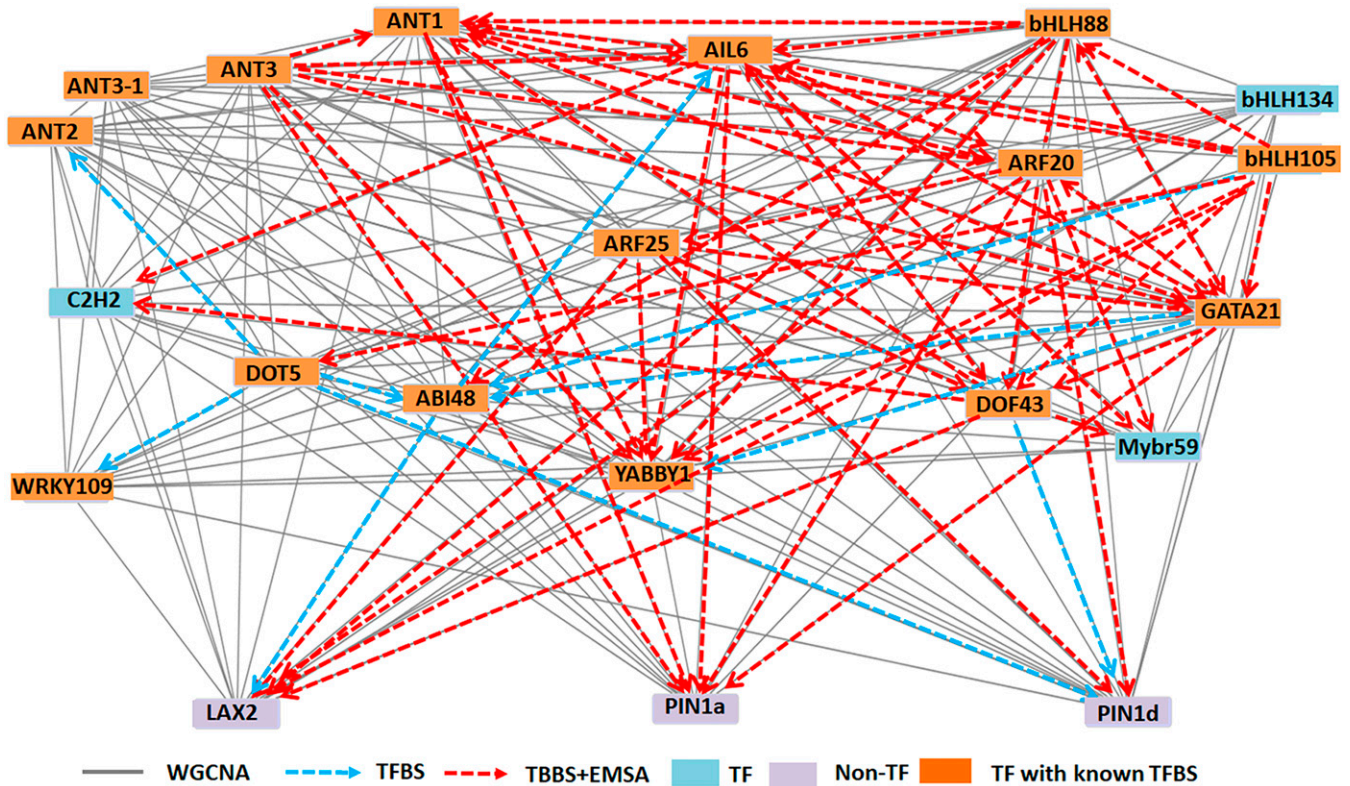 ANT1
bHLH88
AIL6
ANT3
ANT3-1
bHLH134
ANT2
ARF20
bHLH105
ARF25
C2H2
GATA21
DOT5
ABI48
DOF43
Mybr59
YABBY1
WRKY109
LAX2
PIN1a
PIN1d
WGCNA TFBS TBBS+EMSA TF Non-TF TF with known TFBS